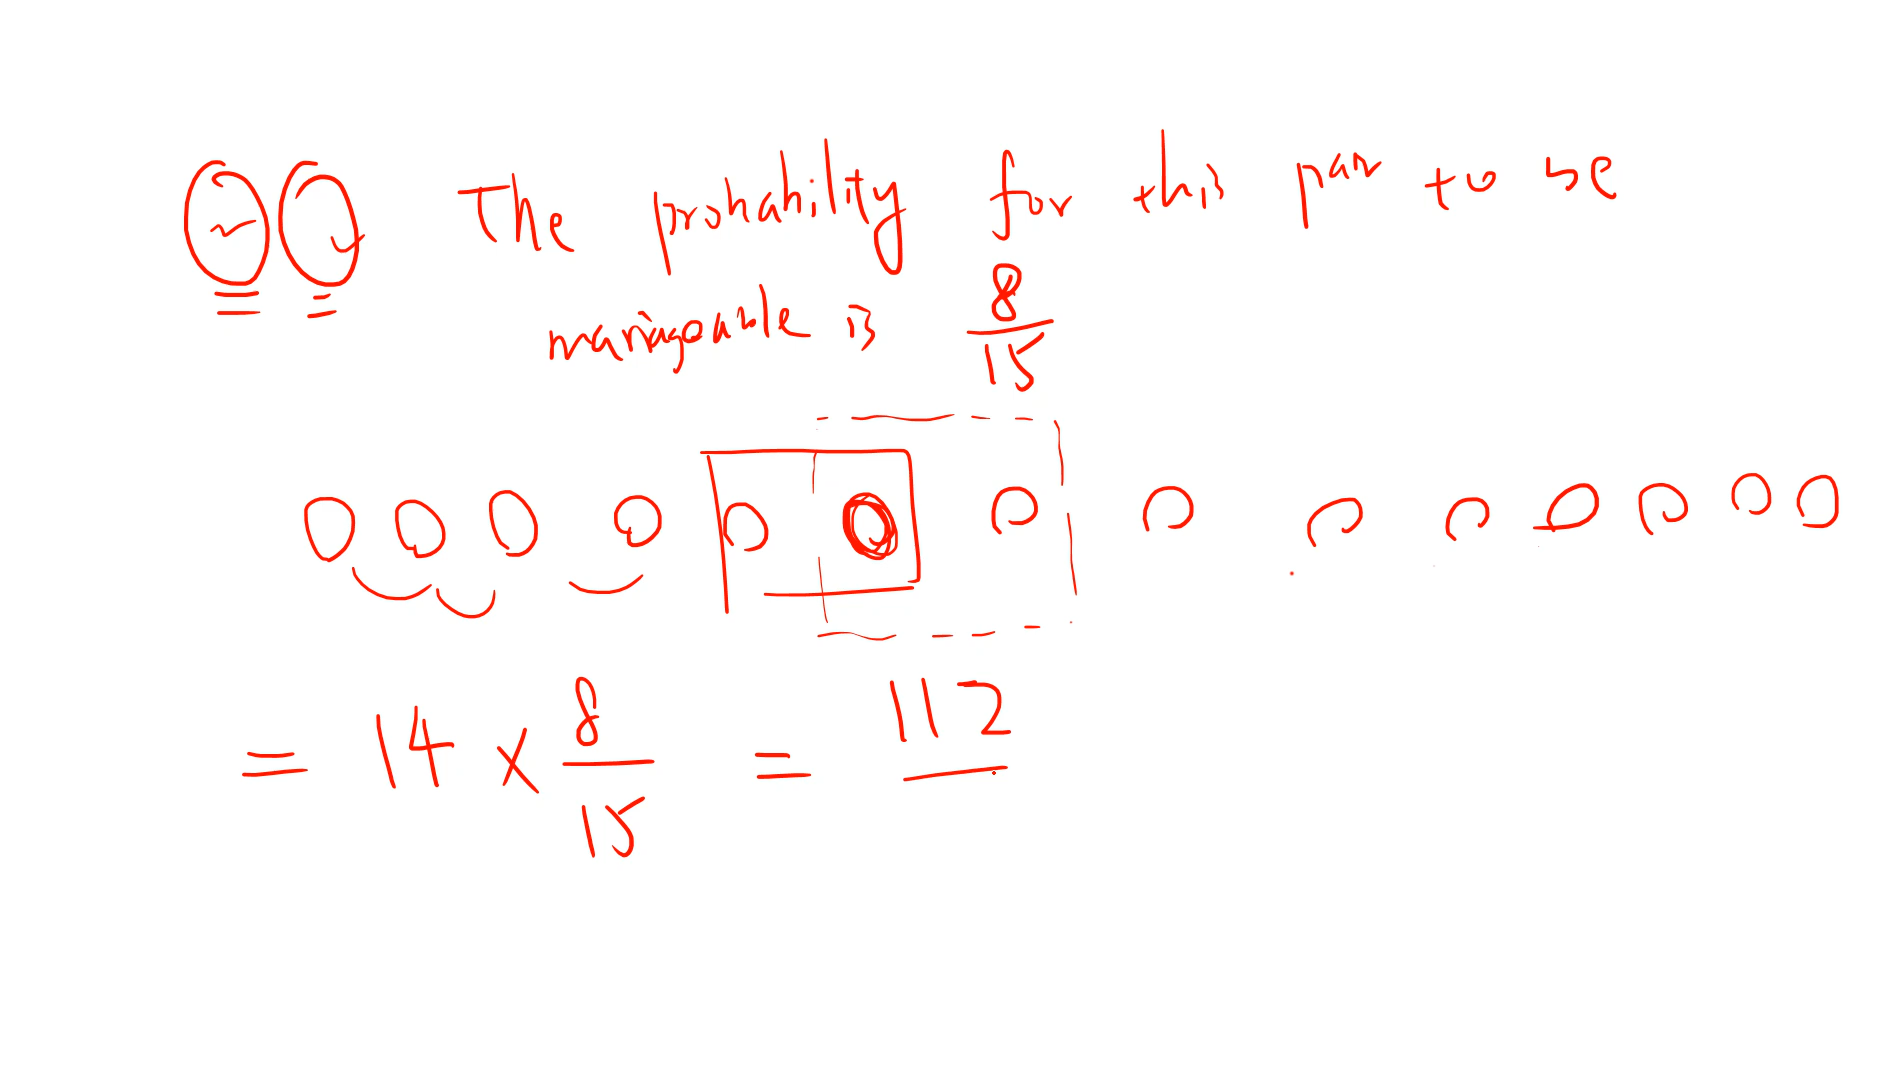 The probability for this pair to be
marriageable is 8/15
= 14 × 8/15 = 112